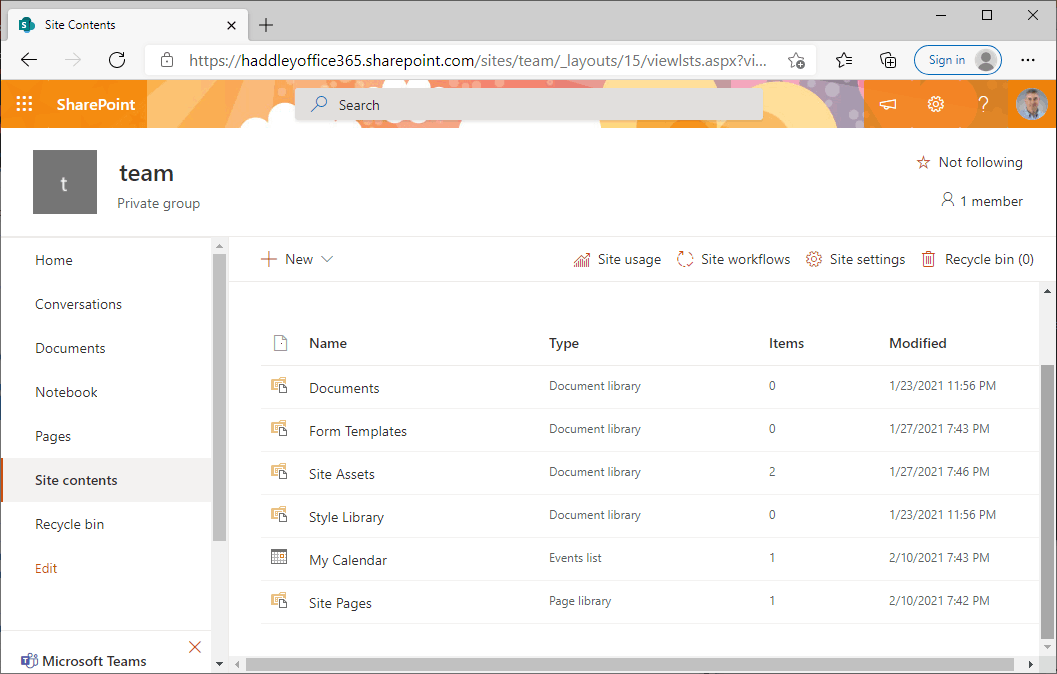 Site Contents
https://haddleyoffice365.sharepoint.com/sites/team/_layouts/15/viewlsts.aspx?vi...
Sign in
SharePoint
Search
?
t
team
Private group
Not following
1 member
Home
Conversations
Documents
Notebook
Pages
Site contents
Recycle bin
Edit
Microsoft Teams
New
Site usage
Site workflows
Site settings
Recycle bin (0)
Name Type Items Modified
Documents Document library 0 1/23/2021 11:56 PM
Form Templates Document library 0 1/27/2021 7:43 PM
Site Assets Document library 2 1/27/2021 7:46 PM
Style Library Document library 0 1/23/2021 11:56 PM
My Calendar Events list 1 2/10/2021 7:43 PM
Site Pages Page library 1 2/10/2021 7:42 PM